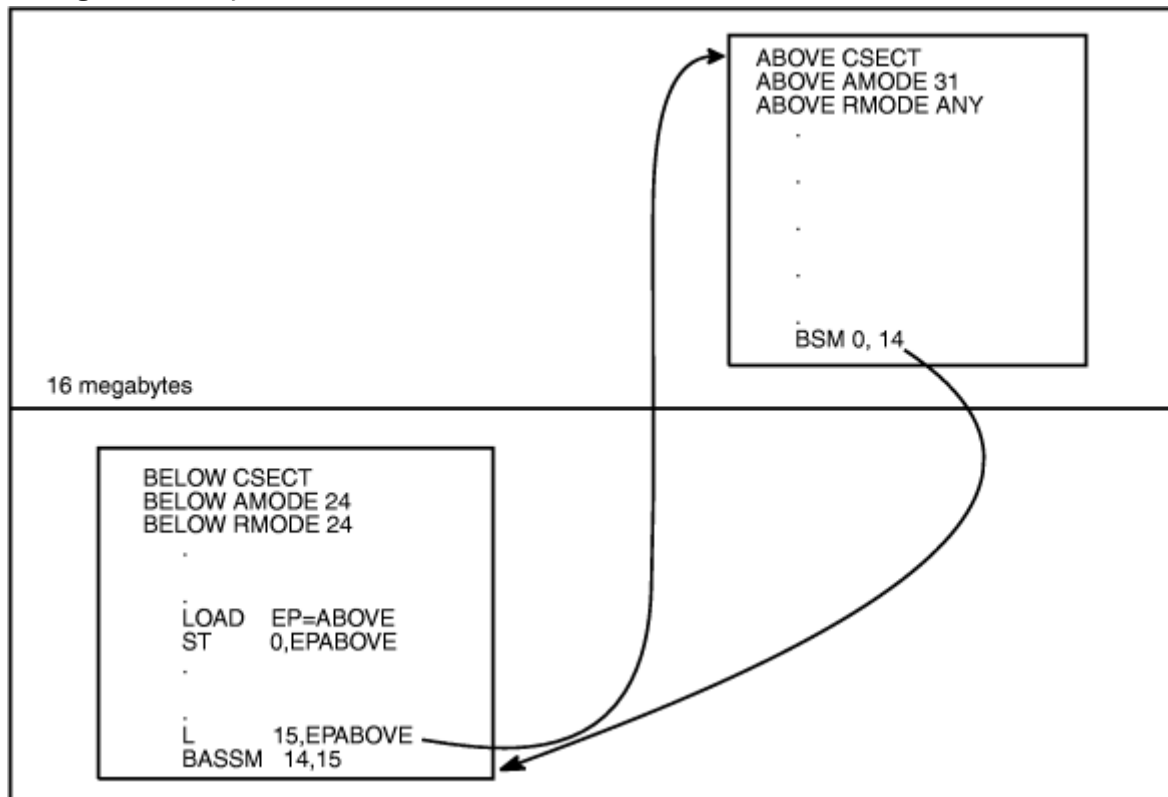 ABOVE CSECT
ABOVE AMODE 31
ABOVE RMODE ANY
.
.
.
.
.
BSM 0, 14
16 megabytes
BELOW CSECT
BELOW AMODE 24
BELOW RMODE 24
.
.
LOAD EP=ABOVE
ST 0,EPABOVE
.
.
L 15,EPABOVE
BASSM 14,15